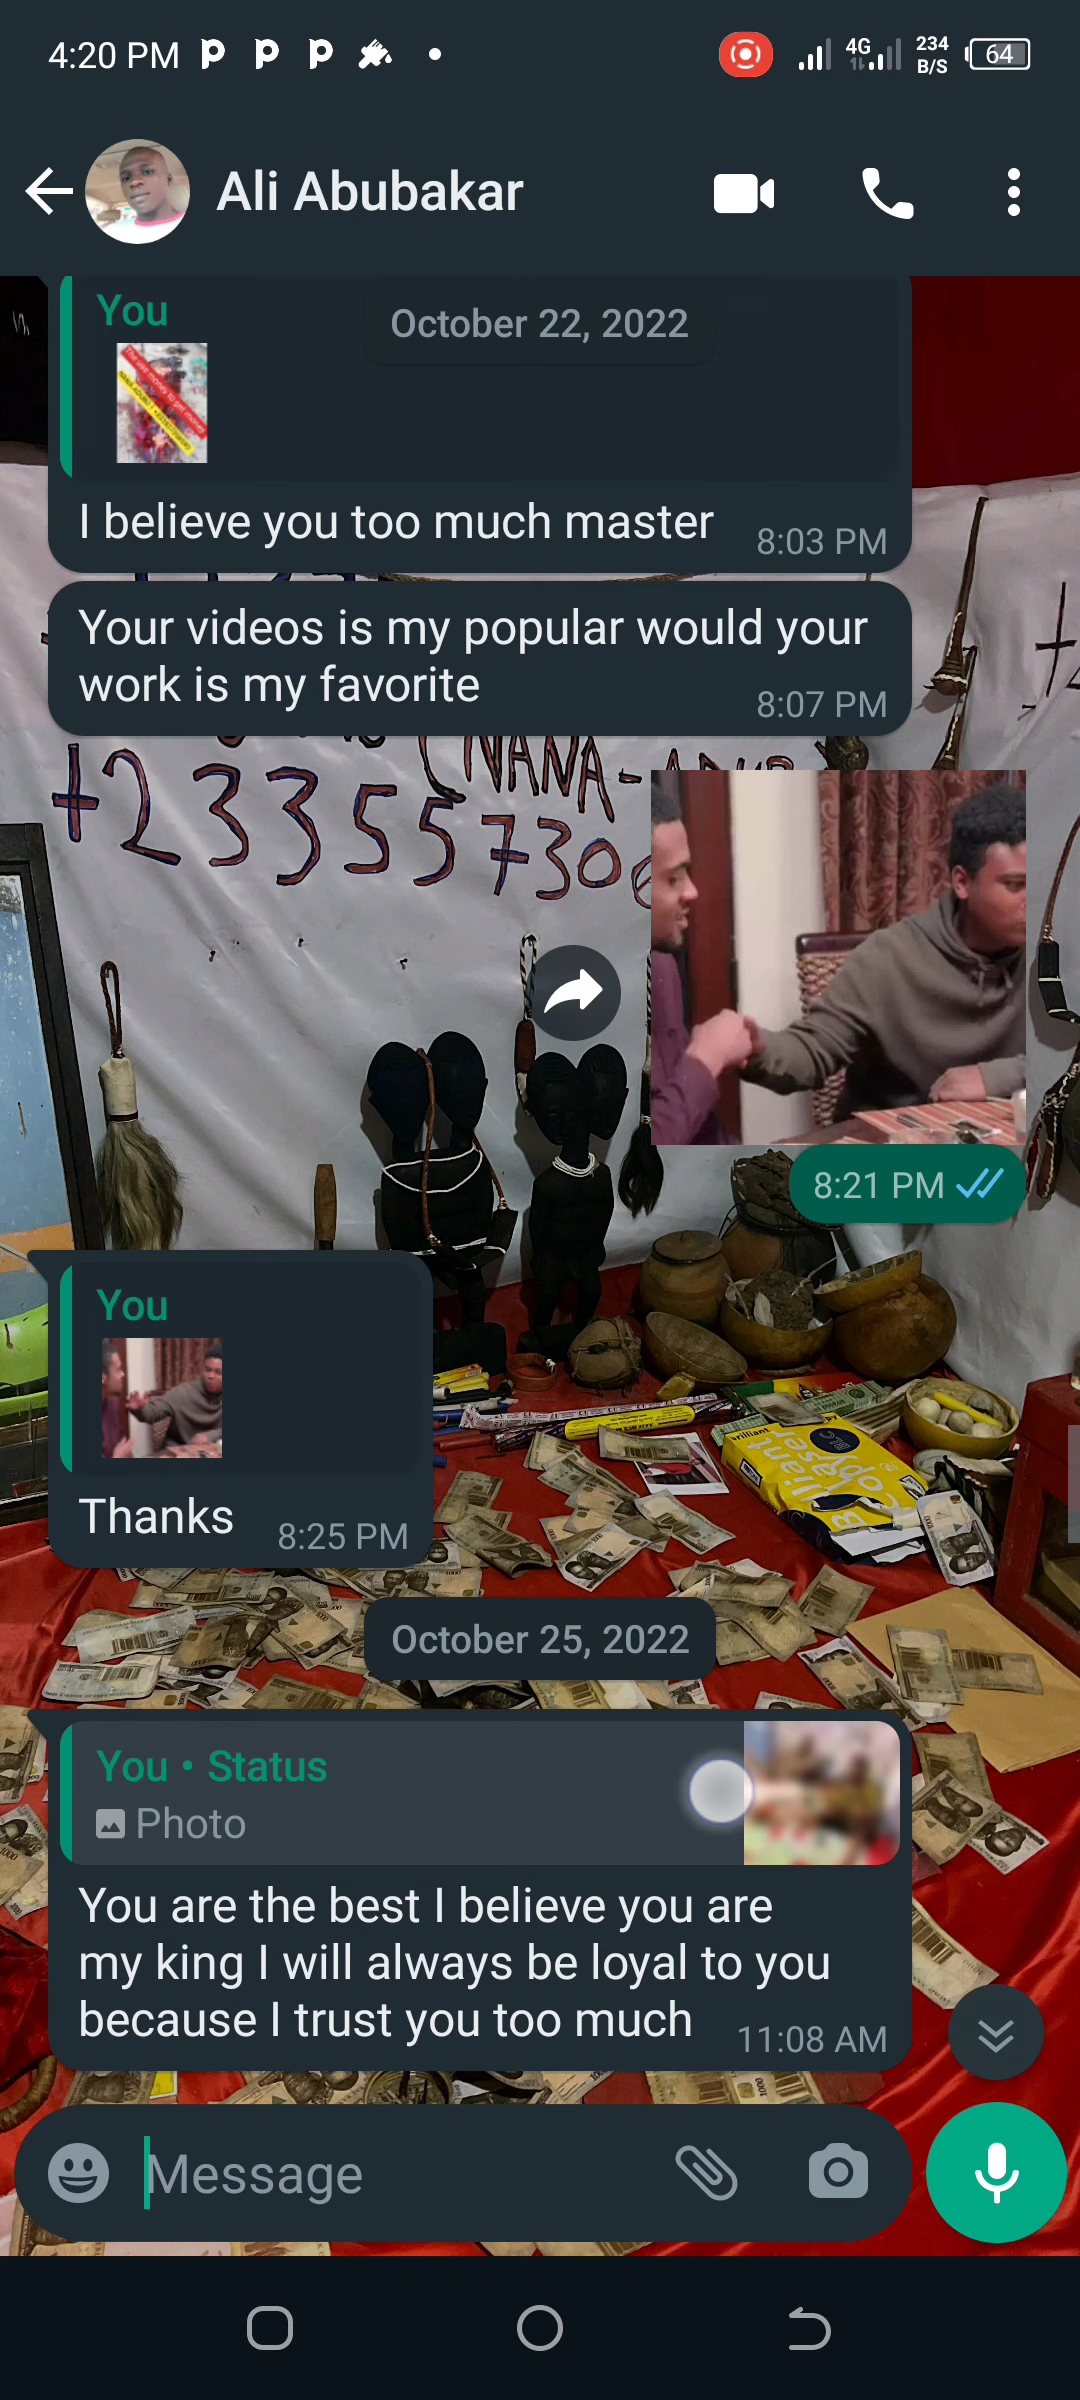 4:20 PM
4G
234
B/S
64
Ali Abubakar
You
October 22, 2022
I believe you too much master
8:03 PM
Your videos is my popular would your
work is my favorite
8:07 PM
(NANA-
+233557306
8:21 PM
You
Thanks
8:25 PM
October 25, 2022
You • Status
Photo
You are the best I believe you are
my king I will always be loyal to you
because I trust you too much
11:08 AM
Message